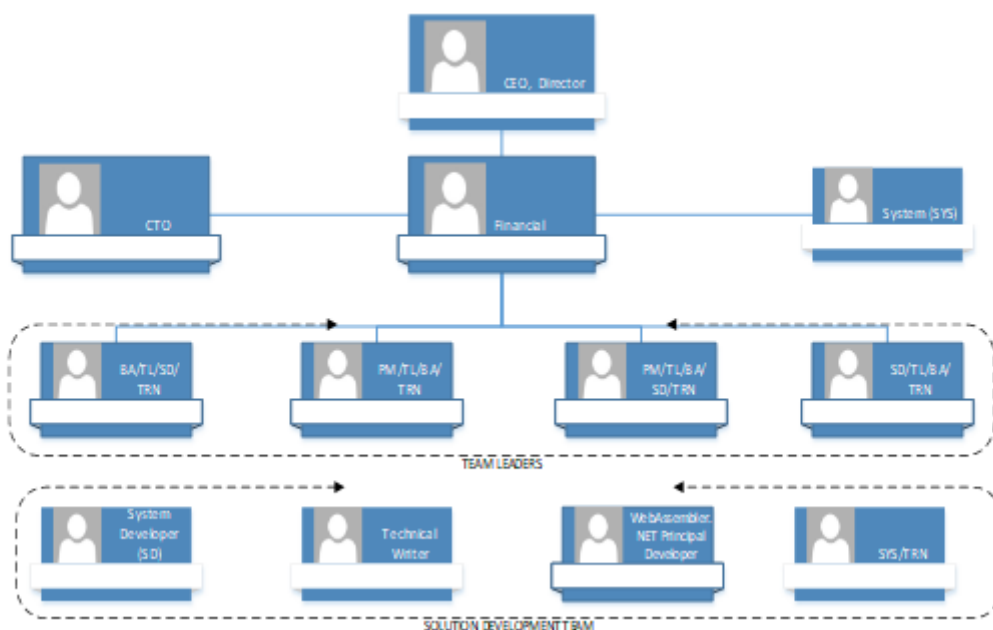 CEO, Director
CTO
Financial
System (SYS)
BA/TL/SD/
TRN
PM/TL/BA/
TRN
PM/TL/BA/
SD/TRN
SD/TL/BA/
TRN
TEAM LEADERS
System
Developer
(SD)
Technical
Writer
WebAssembler.
NET Principal
Developer
SYS/TRN
SOLUTION DEVELOPMENT TEAM